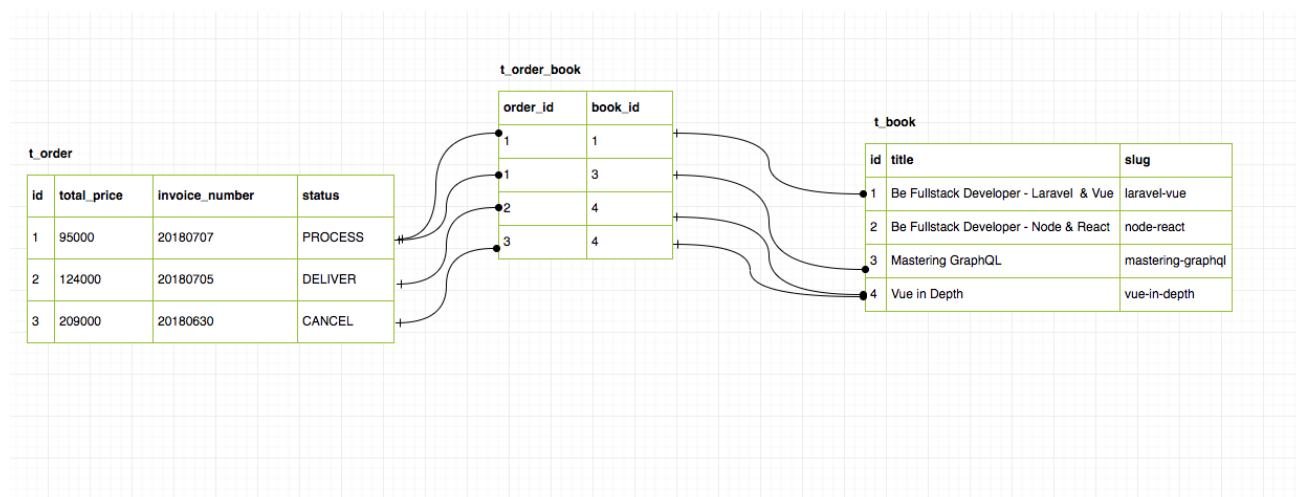 t_order_book
order_id book_id
1 1
1 3
2 4
3 4
t_order
id total_price invoice_number status
1 95000 20180707 PROCESS
2 124000 20180705 DELIVER
3 209000 20180630 CANCEL
t_book
id title slug
1 Be Fullstack Developer - Laravel & Vue laravel-vue
2 Be Fullstack Developer - Node & React node-react
3 Mastering GraphQL mastering-graphql
4 Vue in Depth vue-in-depth